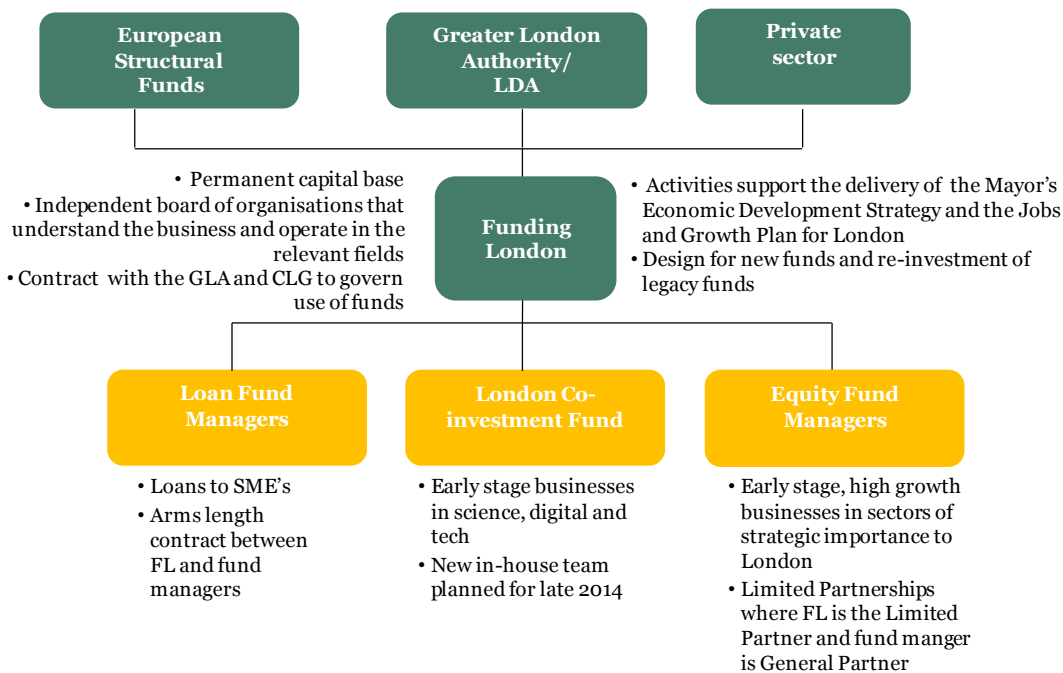 European
Structural
Funds
Greater London
Authority/
LDA
Private
sector
• Permanent capital base
• Independent board of organisations that
understand the business and operate in the
relevant fields
• Contract with the GLA and CLG to govern
use of funds
Funding
London
• Activities support the delivery of the Mayor’s
Economic Development Strategy and the Jobs
and Growth Plan for London
• Design for new funds and re-investment of
legacy funds
Loan Fund
Managers
London Co-
investment Fund
Equity Fund
Managers
• Loans to SME’s
• Arms length
contract between
FL and fund
managers
• Early stage businesses
in science, digital and
tech
• New in-house team
planned for late 2014
• Early stage, high growth
businesses in sectors of
strategic importance to
London
• Limited Partnerships
where FL is the Limited
Partner and fund manger
is General Partner